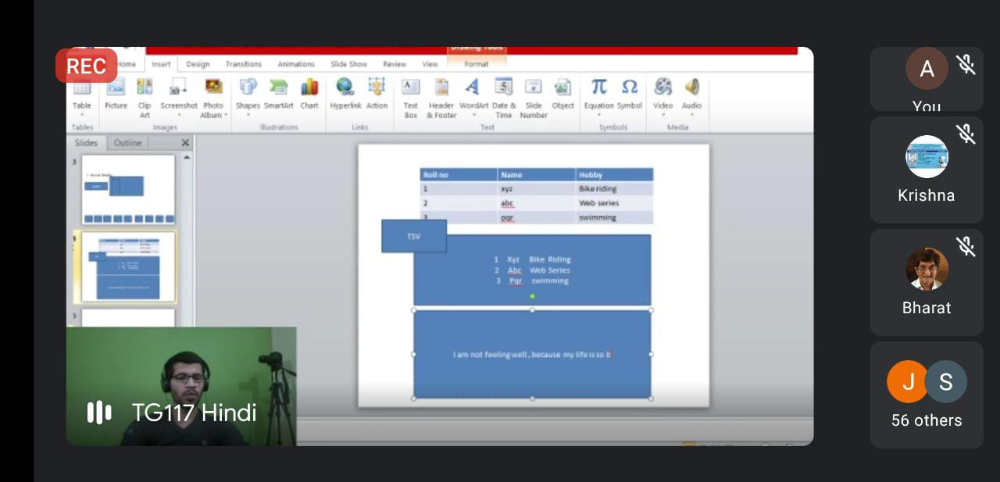 REC
Drawing Tools
Home Insert Design Transitions Animations Slide Show Review View Format
Table Picture Clip Art Screenshot Photo Album Shapes SmartArt Chart Hyperlink Action Text Box Header & Footer WordArt Date & Time Slide Number Object Equation Symbol Video Audio
Tables Images Illustrations Links Text Symbols Media
Slides Outline
3
Roll no Name Hobby
1 xyz Bike riding
2 abc Web series
3 pqr swimming
TSV
1 Xyz Bike Riding
2 Abc Web Series
3 Pqr swimming
I am not feeling well, because my life is so b
5
TG117 Hindi
A
You
Krishna
Bharat
J S
56 others